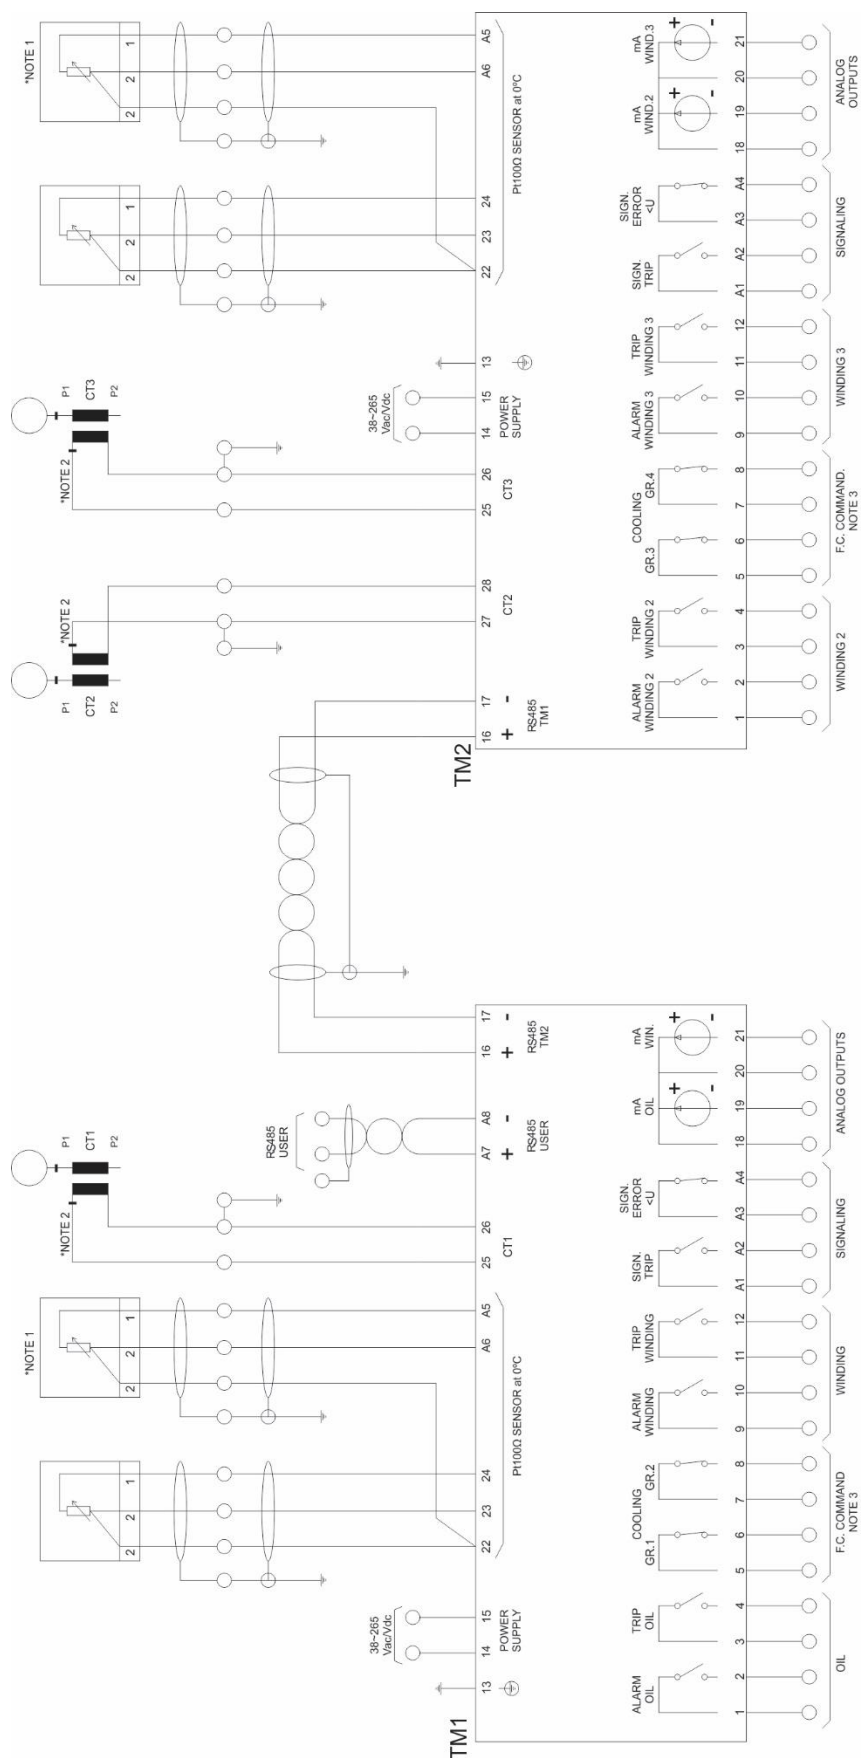 *NOTE 1
2
2
1
2
2
1
*NOTE 2
P1
CT1
P2
38~265
Vac/Vdc
RS485
USER
13
14
15
22
23
24
A6
A5
25
26
A7
A8
16
17
POWER
SUPPLY
Pt100Ω SENSOR at 0ºC
CT1
+
-
RS485
USER
+
-
RS485
TM2
TM1
ALARM
OIL
TRIP
OIL
COOLING
GR.1
GR.2
ALARM
WINDING
TRIP
WINDING
SIGN.
TRIP
SIGN.
ERROR
<U
mA
OIL
mA
WIN.
+
-
+
-
1
2
3
4
5
6
7
8
9
10
11
12
A1
A2
A3
A4
18
19
20
21
OIL
F.C. COMMAND
NOTE 3
WINDING
SIGNALING
ANALOG OUTPUTS
P1
CT2
P2
*NOTE 2
*NOTE 2
P1
CT3
P2
2
2
1
*NOTE 1
2
2
1
38~265
Vac/Vdc
16
17
27
28
25
26
14
15
13
22
23
24
A6
A5
+
-
RS485
TM1
CT2
CT3
POWER
SUPPLY
Pt100Ω SENSOR at 0ºC
TM2
ALARM
WINDING 2
TRIP
WINDING 2
COOLING
GR.3
GR.4
ALARM
WINDING 3
TRIP
WINDING 3
SIGN.
TRIP
SIGN.
ERROR
<U
mA
WIND.2
mA
WIND.3
+
-
+
-
1
2
3
4
5
6
7
8
9
10
11
12
A1
A2
A3
A4
18
19
20
21
WINDING 2
F.C. COMMAND.
NOTE 3
WINDING 3
SIGNALING
ANALOG
OUTPUTS